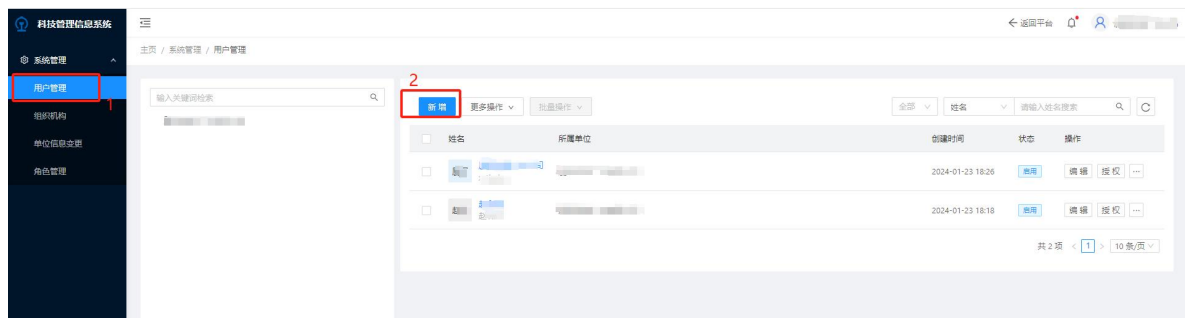 科技管理信息系统
返回平台
主页 / 系统管理 / 用户管理
系统管理
用户管理
1
组织机构
单位信息变更
角色管理
输入关键词检索
2
新增 更多操作 批量操作 全部 姓名 请输入姓名搜索
姓名 所属单位 创建时间 状态 操作
2024-01-23 18:26 启用 编辑 授权 ...
2024-01-23 18:18 启用 编辑 授权 ...
共 2 项 < 1 > 10 条/页